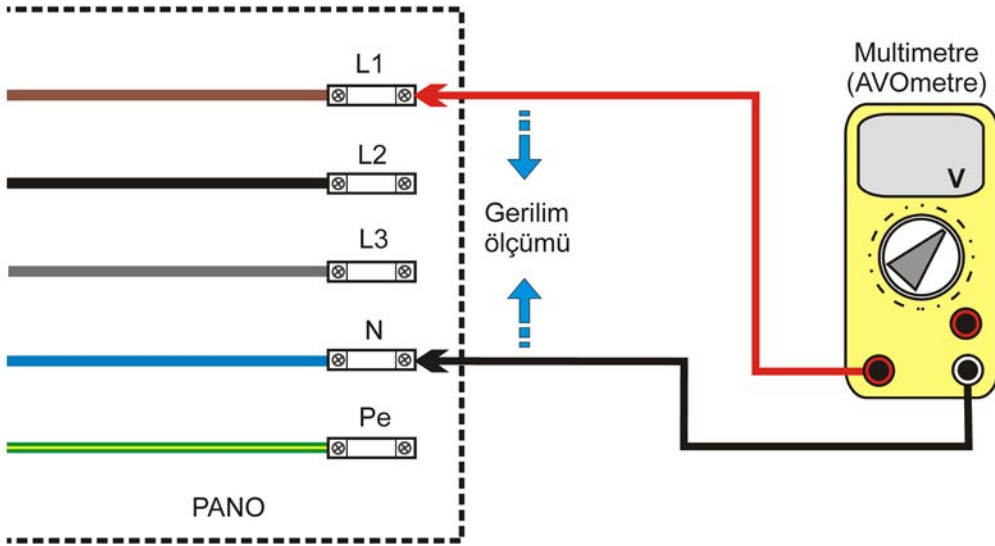 L1
L2
L3
N
Pe
PANO
Gerilim
ölçümü
Multimetre
(AVOmetre)
V